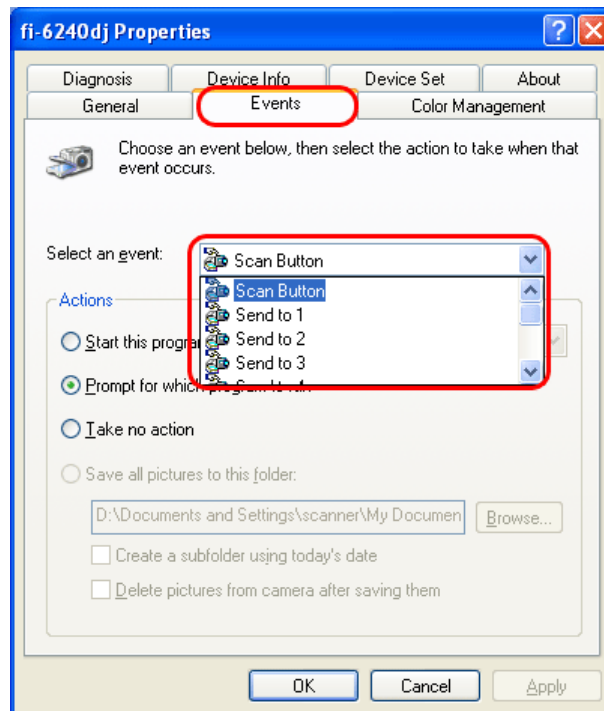 fi-6240dj Properties
Diagnosis Device Info Device Set About
General Events Color Management
Choose an event below, then select the action to take when that
event occurs.
Select an event: Scan Button
Scan Button
Actions
Send to 1
Start this progra
Send to 2
Send to 3
Prompt for which program to run
Take no action
Save all pictures to this folder:
D:\Documents and Settings\scanner\My Documen Browse...
Create a subfolder using today's date
Delete pictures from camera after saving them
OK Cancel Apply